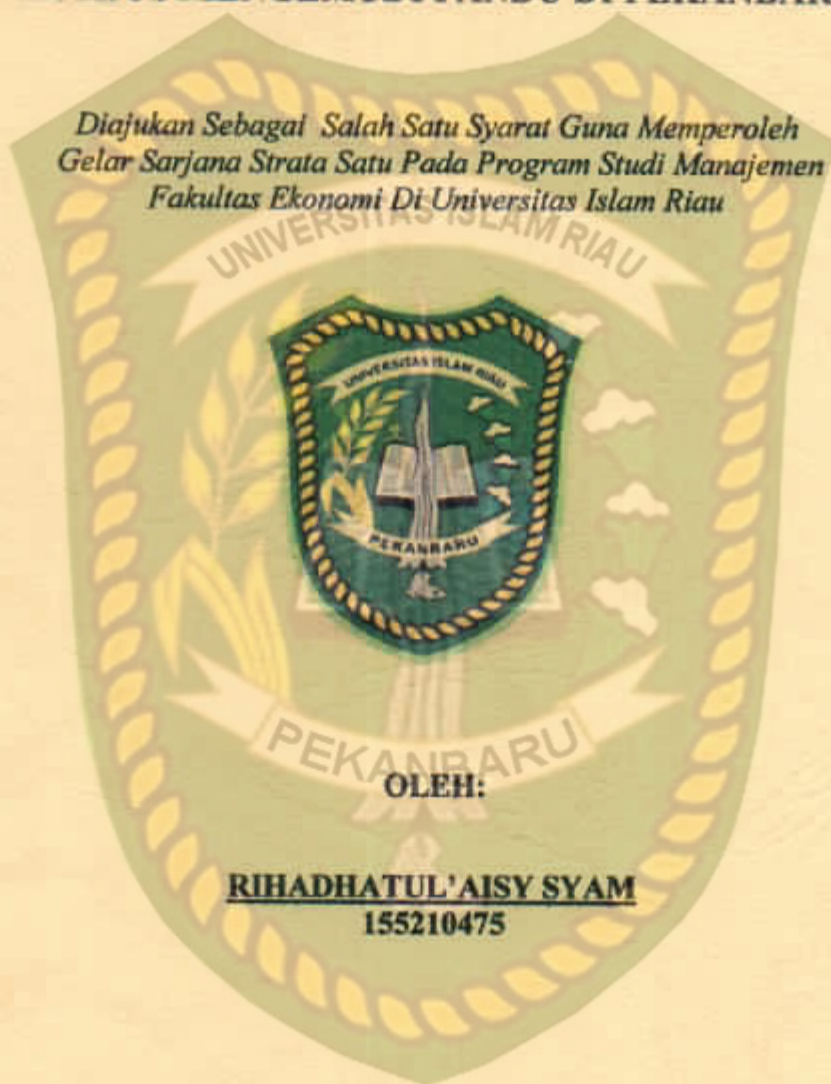 Diajukan Sebagai Salah Satu Syarat Guna Memperoleh
Gelar Sarjana Strata Satu Pada Program Studi Manajemen
Fakultas Ekonomi Di Universitas Islam Riau
UNIVERSITAS ISLAM RIAU
UNIVERSITAS ISLAM RIAU
PEKANBARU
PEKANBARU
OLEH:
RIHADHATUL'AISY SYAM
155210475